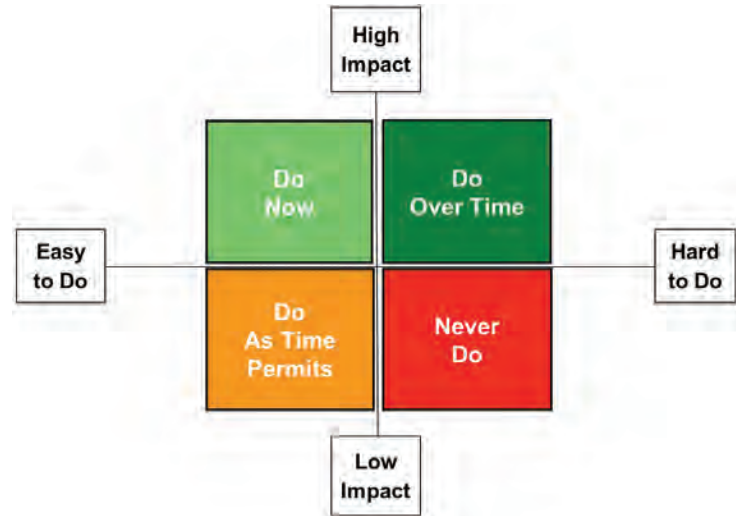 High
Impact
Do
Now
Do
Over Time
Easy
to Do
Hard
to Do
Do
As Time
Permits
Never
Do
Low
Impact